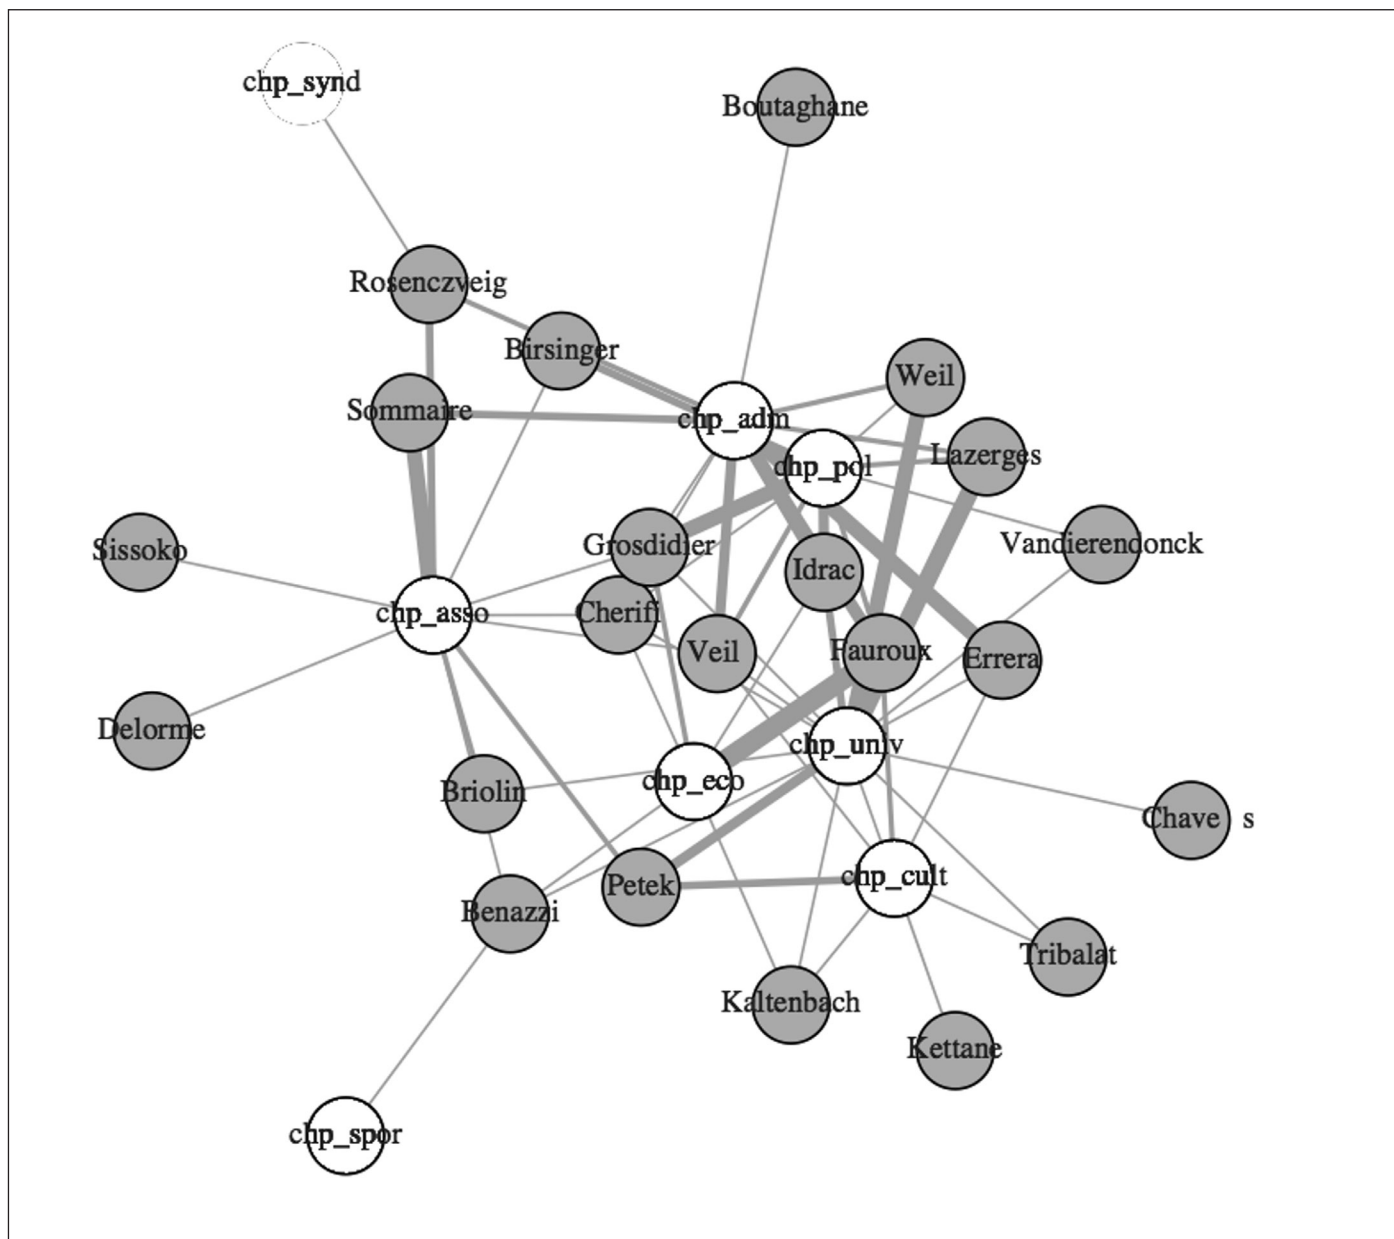 chp_synd
Boutaghane
Rosenczveig
Birsinger
Weil
Sommaire
chp_adm
Lazerges
chp_pol
Sissoko
Grosdidier
Vandierendonck
Idrac
chp_asso
Cherifi
Veil
Fauroux
Errera
Delorme
chp_univ
chp_eco
Briolin
Chave s
Petek
chp_cult
Benazzi
Tribalat
Kaltenbach
Kettane
chp_spor